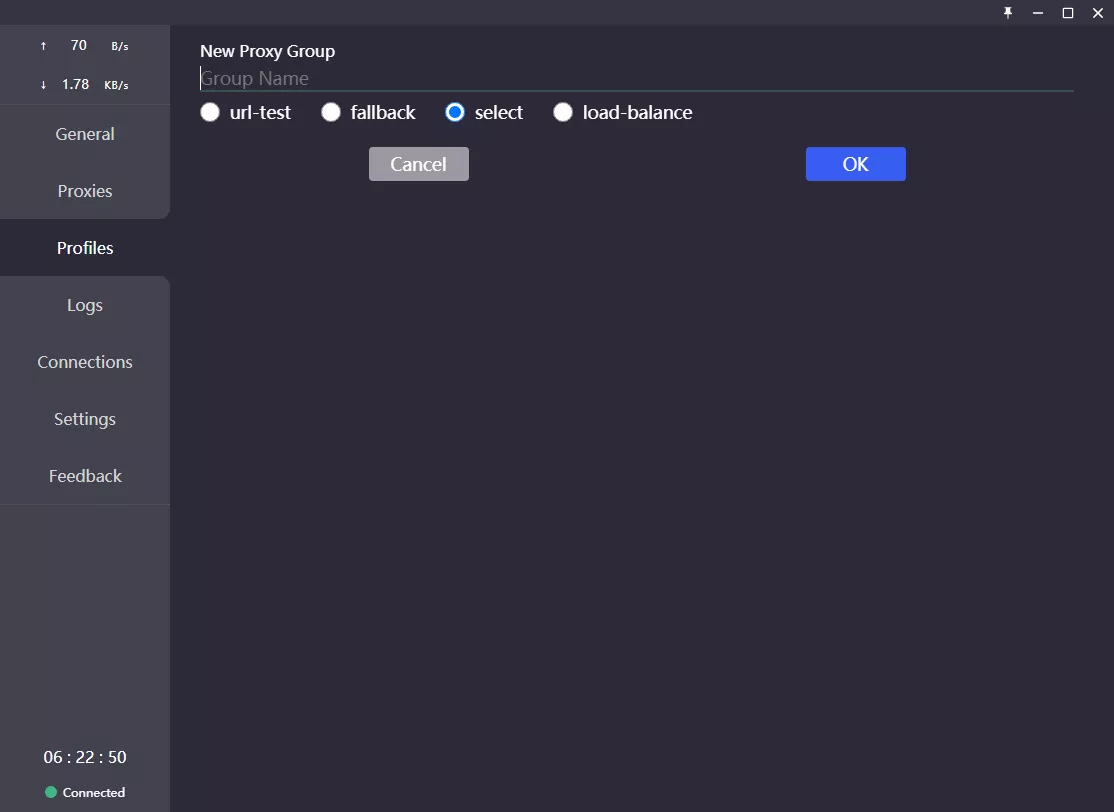 ↑ 70 B/s
↓ 1.78 KB/s
General
Proxies
Profiles
Logs
Connections
Settings
Feedback
06 : 22 : 50
Connected
New Proxy Group
Group Name
url-test fallback select load-balance
Cancel OK